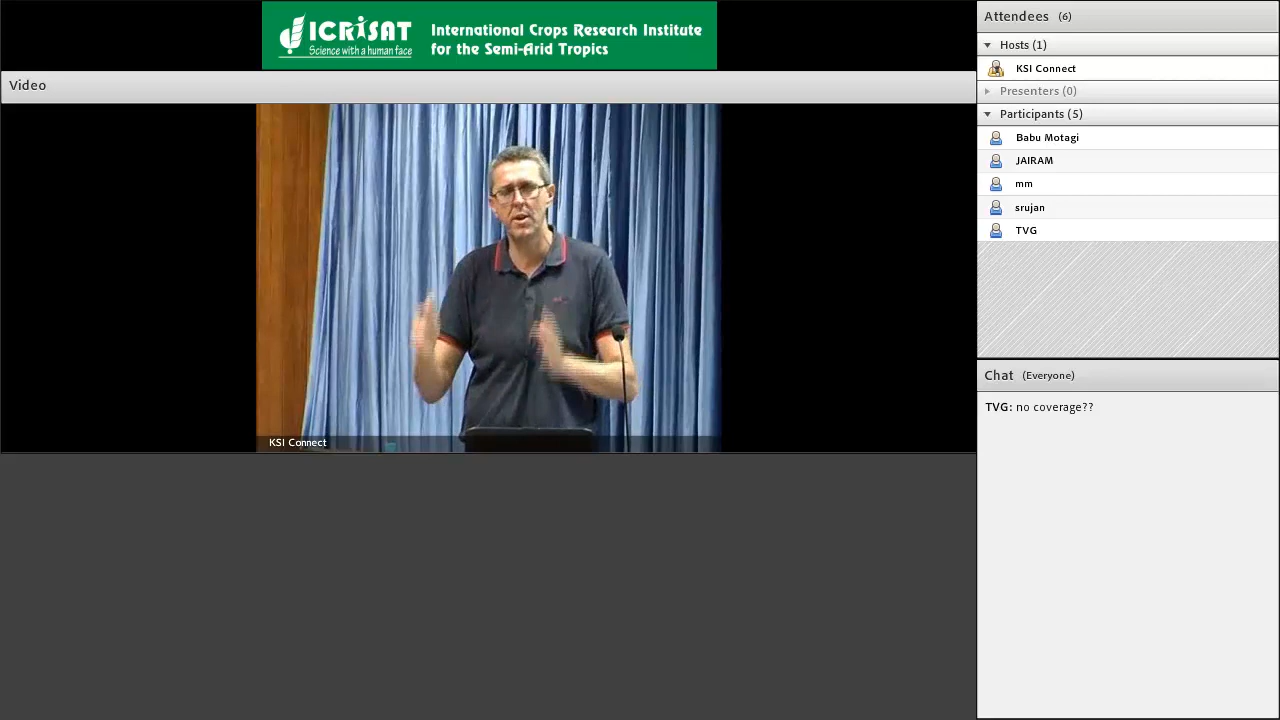 ICRISAT
Science with a human face
International Crops Research Institute
for the Semi-Arid Tropics
Video
KSI Connect
Attendees (6)
Hosts (1)
KSI Connect
Presenters (0)
Participants (5)
Babu Motagi
JAIRAM
mm
srujan
TVG
Chat (Everyone)
TVG: no coverage??